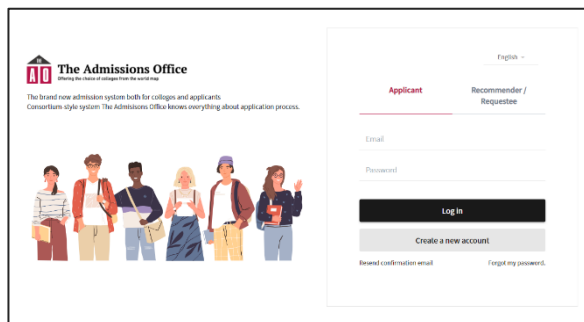 The Admissions Office
Offering the choice of colleges from the world map
The brand new admission system both for colleges and applicants
Consortium-style system The Admisisons Office knows everything about application process.
English
Applicant
Recommender /
Requestee
Email
Password
Log in
Create a new account
Resend confirmation email
Forgot my password.